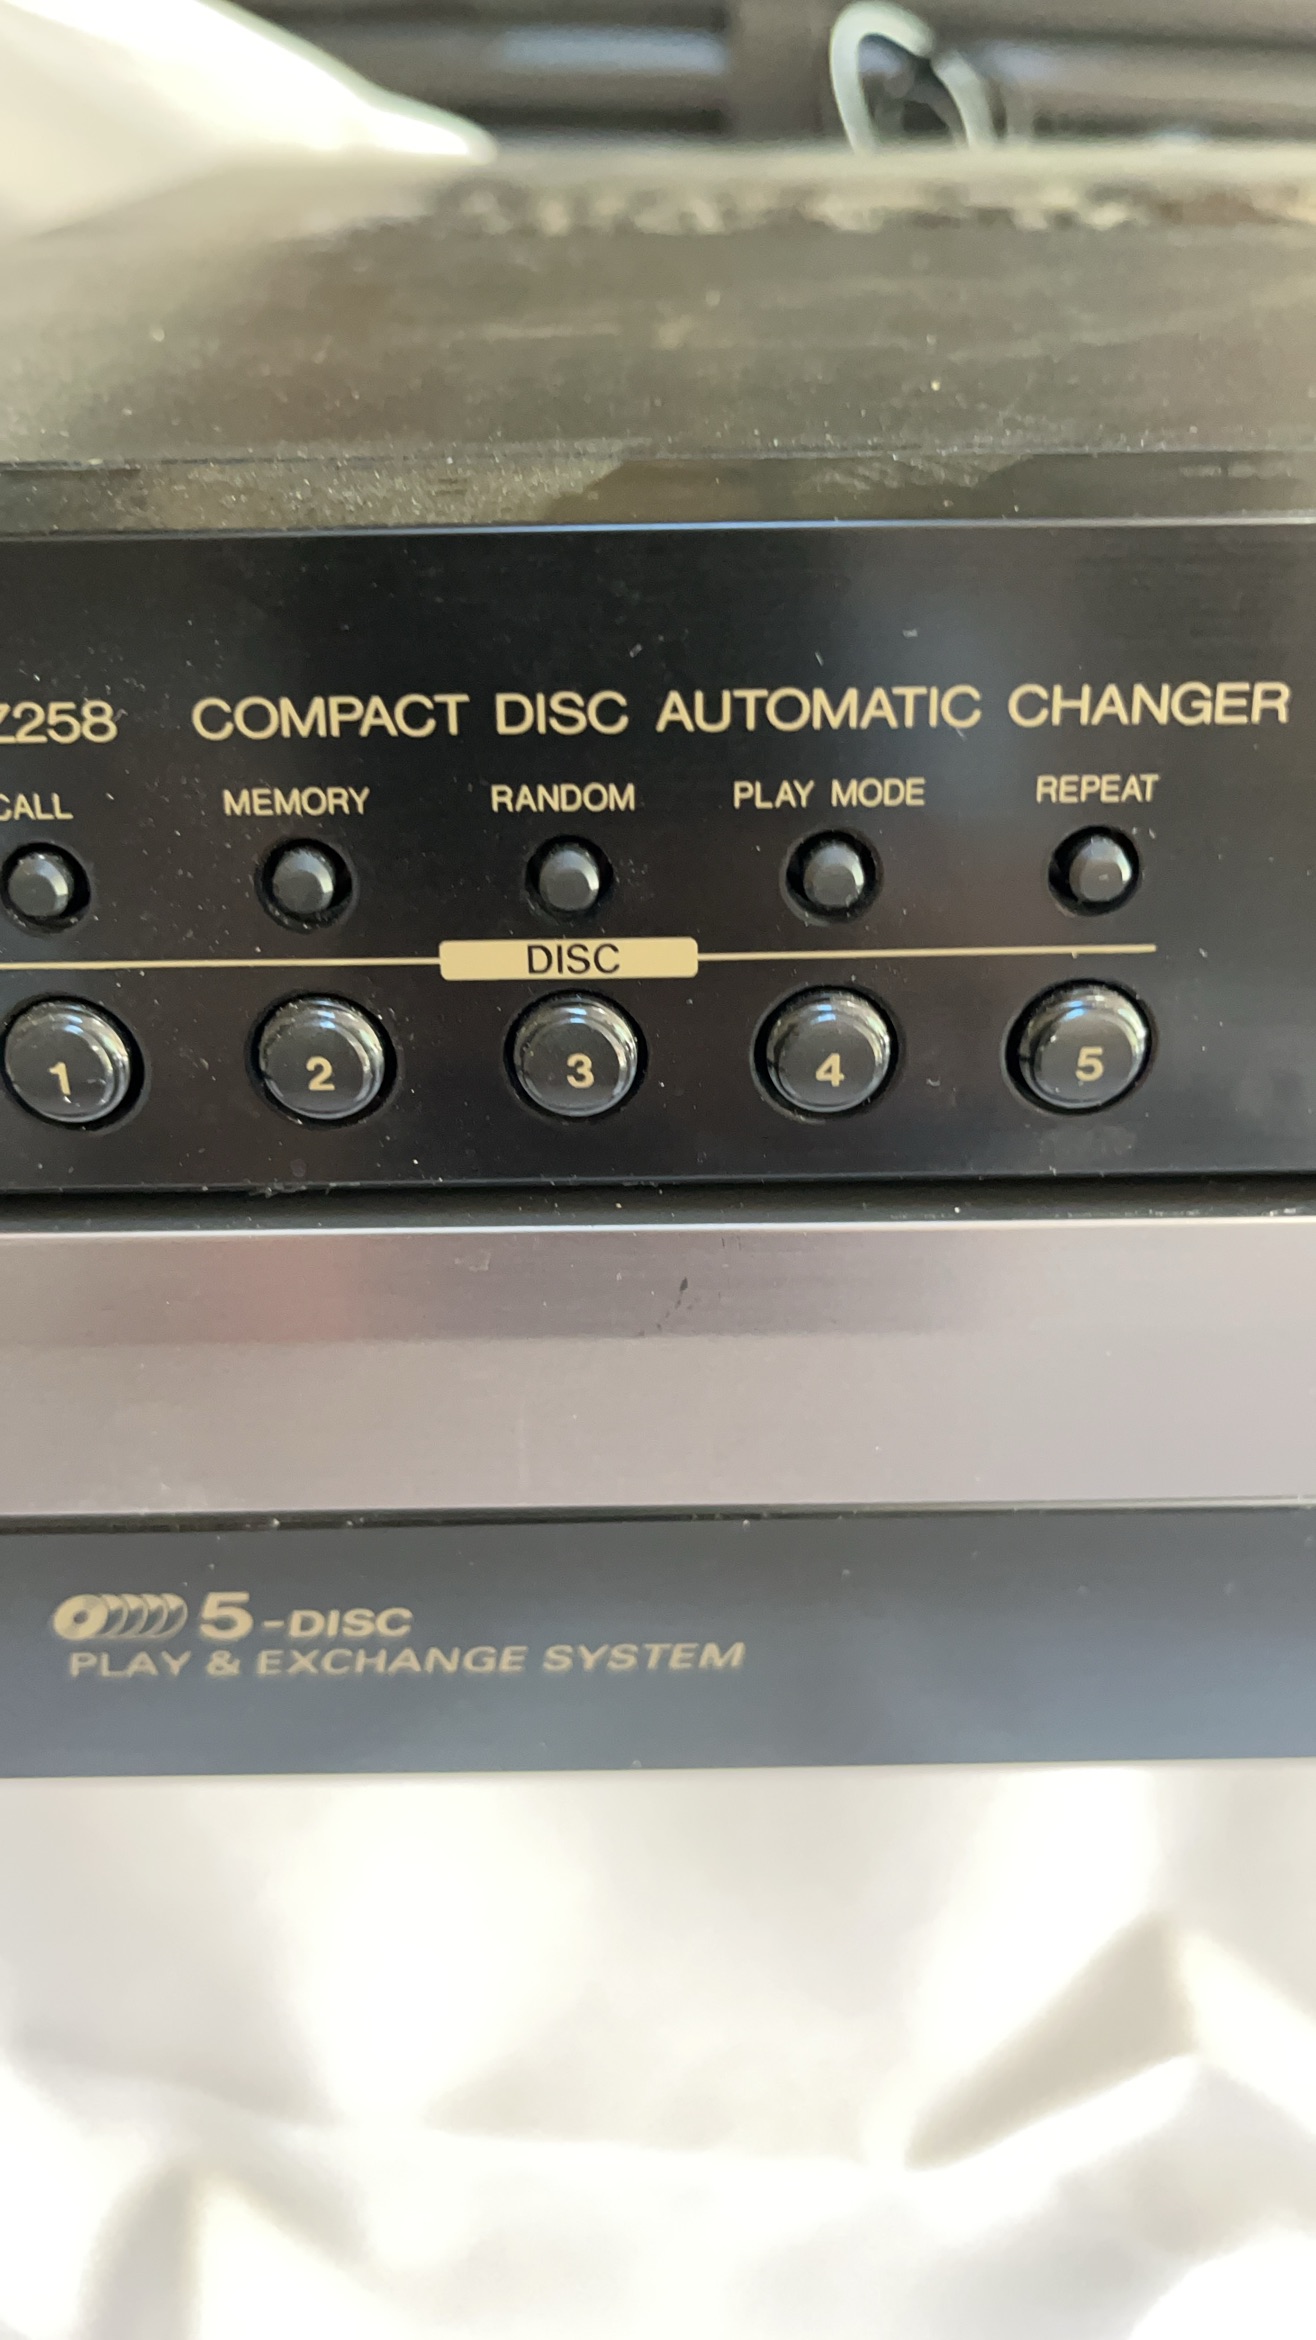 Z258 COMPACT DISC AUTOMATIC CHANGER
CALL MEMORY RANDOM PLAY MODE REPEAT
DISC
1 2 3 4 5
5-DISC
PLAY & EXCHANGE SYSTEM